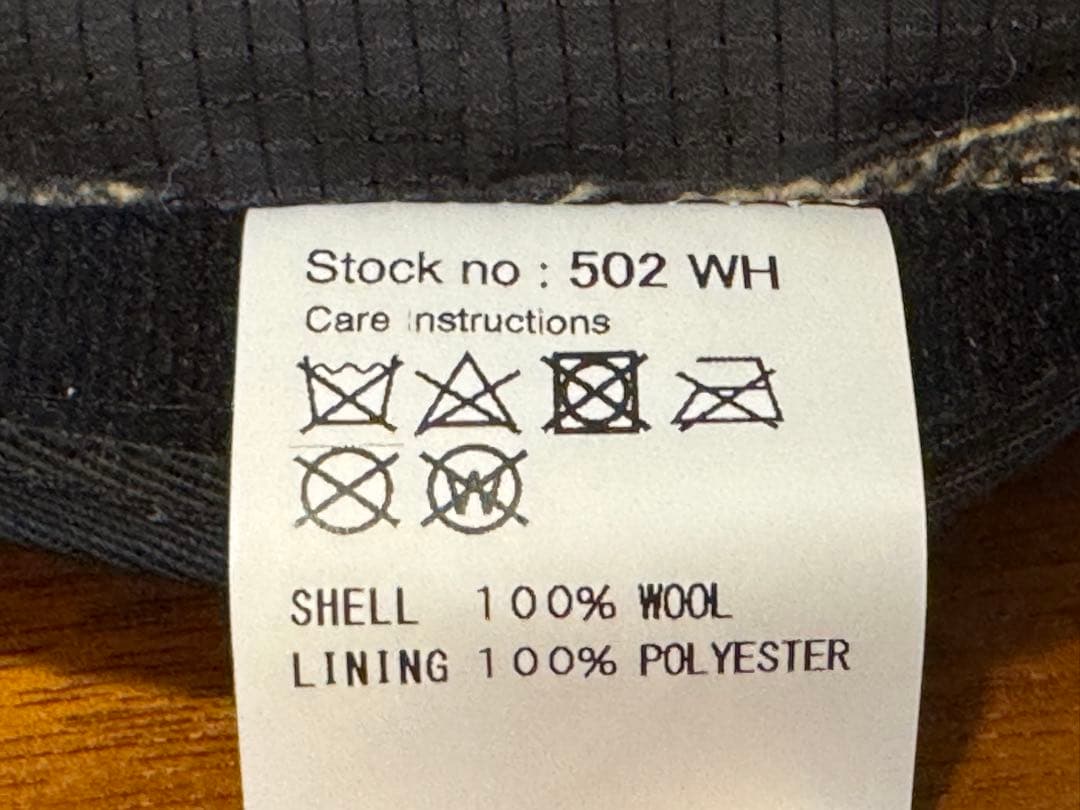 Stock no : 502 WH
Care instructions
W
SHELL 100% WOOL
LINING 100% POLYESTER